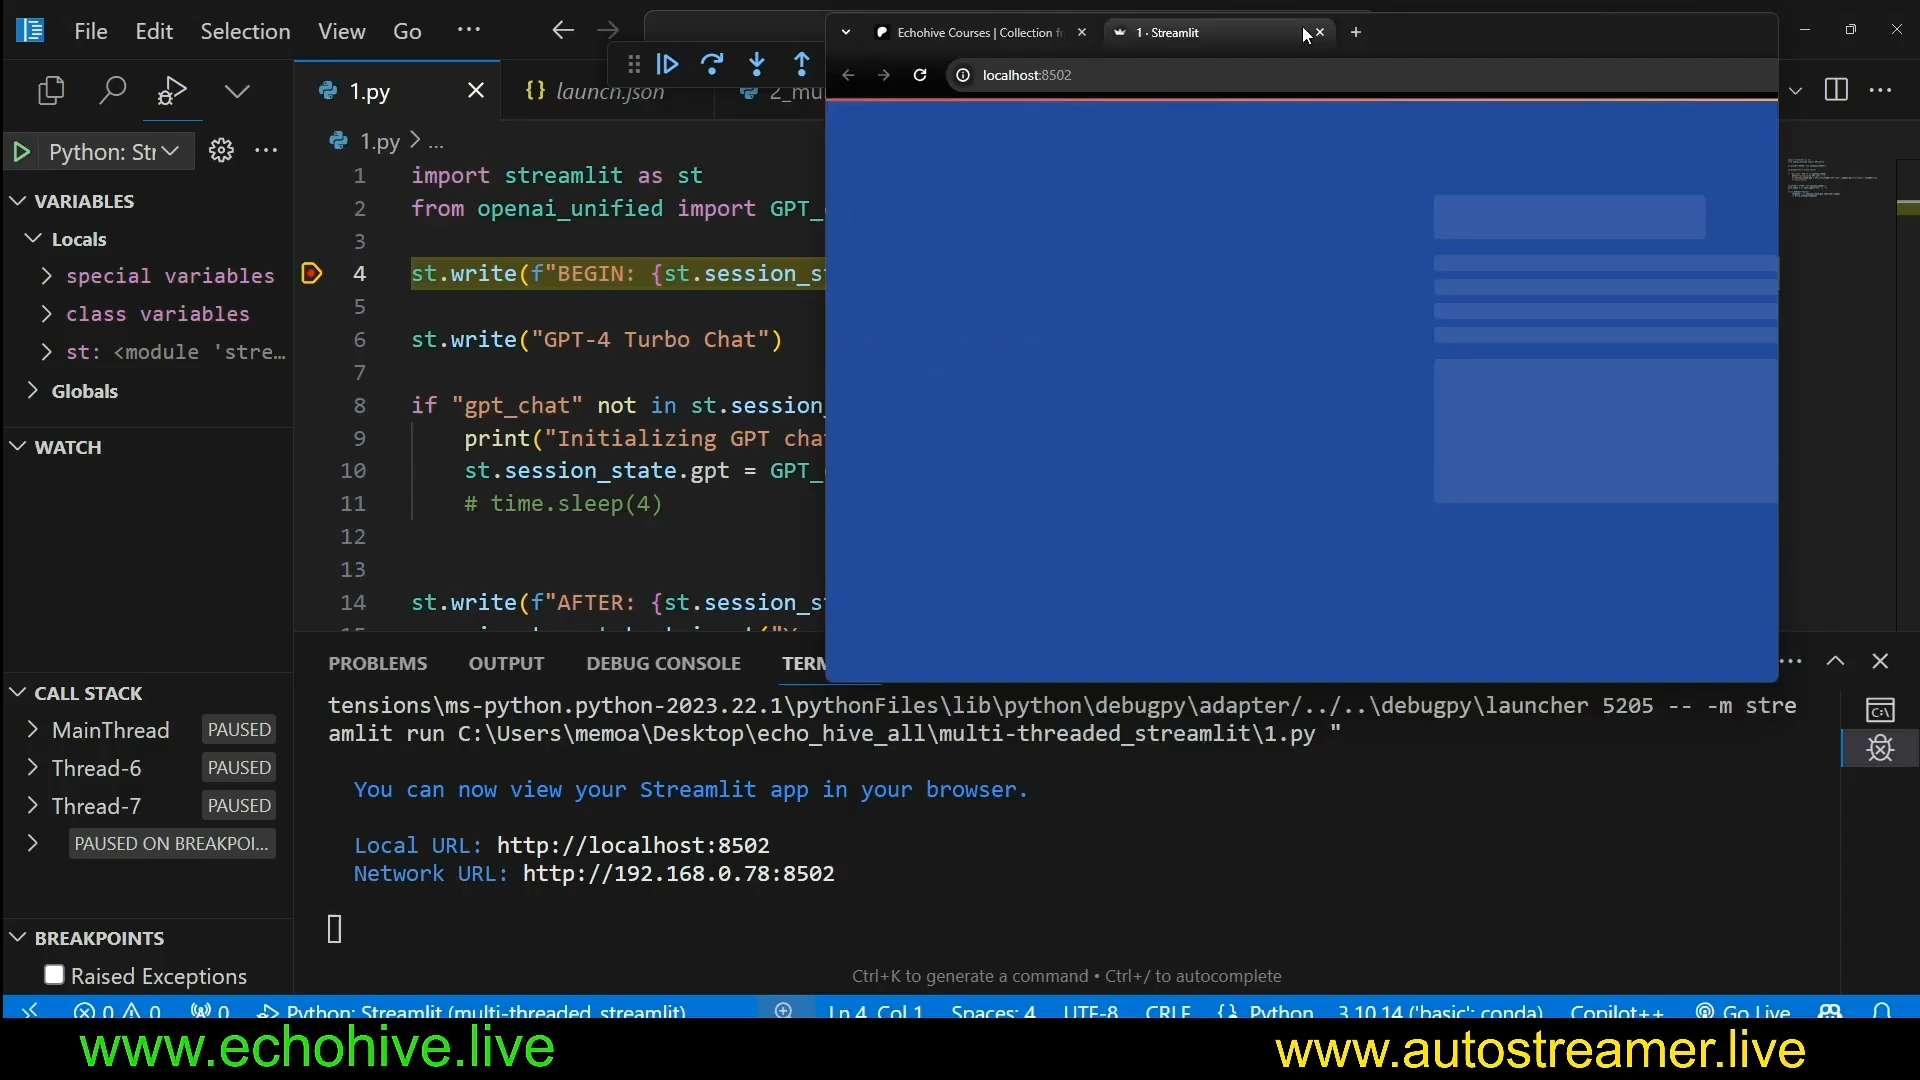 File Edit Selection View Go ...
Echohive Courses | Collection fr
1 · Streamlit
localhost:8502
1.py
launch.json
1.py > ...
Python: Str
VARIABLES
Locals
special variables
class variables
st: <module 'stre...
Globals
WATCH
CALL STACK
MainThread PAUSED
Thread-6 PAUSED
Thread-7 PAUSED
PAUSED ON BREAKPOI...
BREAKPOINTS
Raised Exceptions
1 import streamlit as st
2 from openai_unified import GPT_
3
4 st.write(f"BEGIN: {st.session_s
5
6 st.write("GPT-4 Turbo Chat")
7
8 if "gpt_chat" not in st.session_
9 print("Initializing GPT cha
10 st.session_state.gpt = GPT_
11 # time.sleep(4)
12
13
14 st.write(f"AFTER: {st.session_s
PROBLEMS OUTPUT DEBUG CONSOLE TERM
tensions\ms-python.python-2023.22.1\pythonFiles\lib\python\debugpy\adapter/../..\debugpy\launcher 5205 -- -m stre
amlit run C:\Users\memoa\Desktop\echo_hive_all\multi-threaded_streamlit\1.py "
You can now view your Streamlit app in your browser.
Local URL: http://localhost:8502
Network URL: http://192.168.0.78:8502
Ctrl+K to generate a command • Ctrl+/ to autocomplete
0 0 0 Python: Streamlit (multi-threaded_streamlit) Ln 4, Col 1 Spaces: 4 UTF-8 CRLF Python 3.10.14 ('basic': conda) Copilot++ Go Live
www.echohive.live
www.autostreamer.live